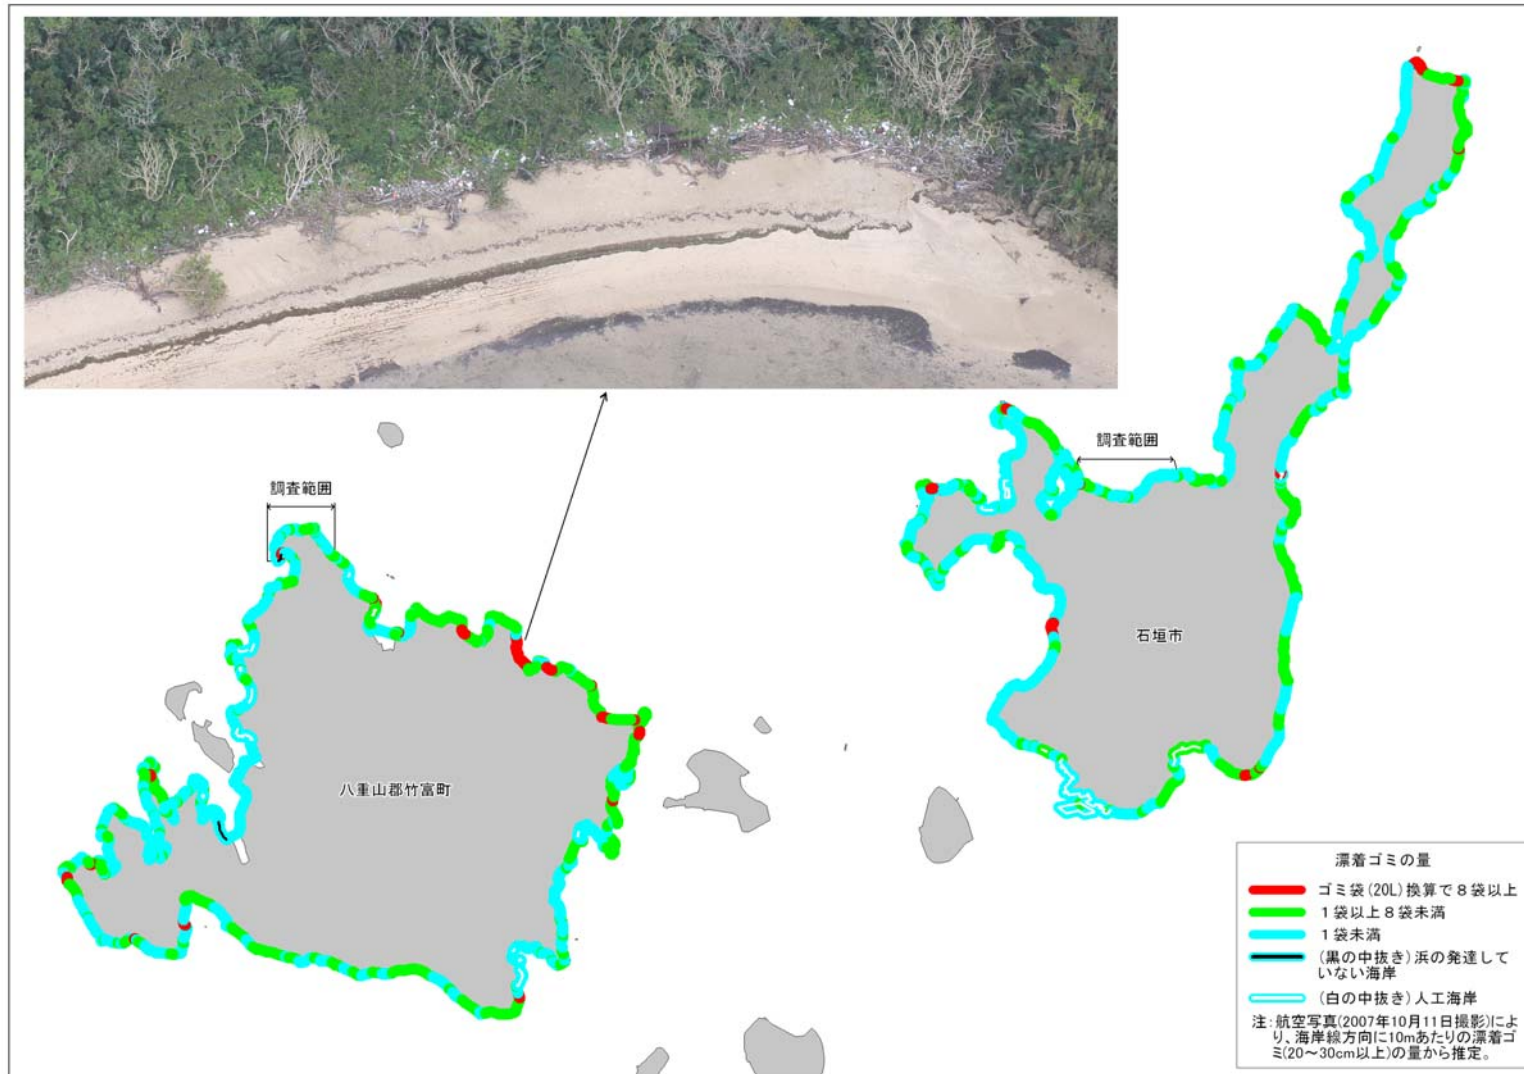 調査範囲
調査範囲
石垣市
八重山郡竹富町
漂着ゴミの量
ゴミ袋(20L)換算で8袋以上
1袋以上8袋未満
1袋未満
(黒の中抜き)浜の発達して
いない海岸
(白の中抜き)人工海岸
注:航空写真(2007年10月11日撮影)によ
り、海岸線方向に10mあたりの漂着ゴ
ミ(20～30cm以上)の量から推定。